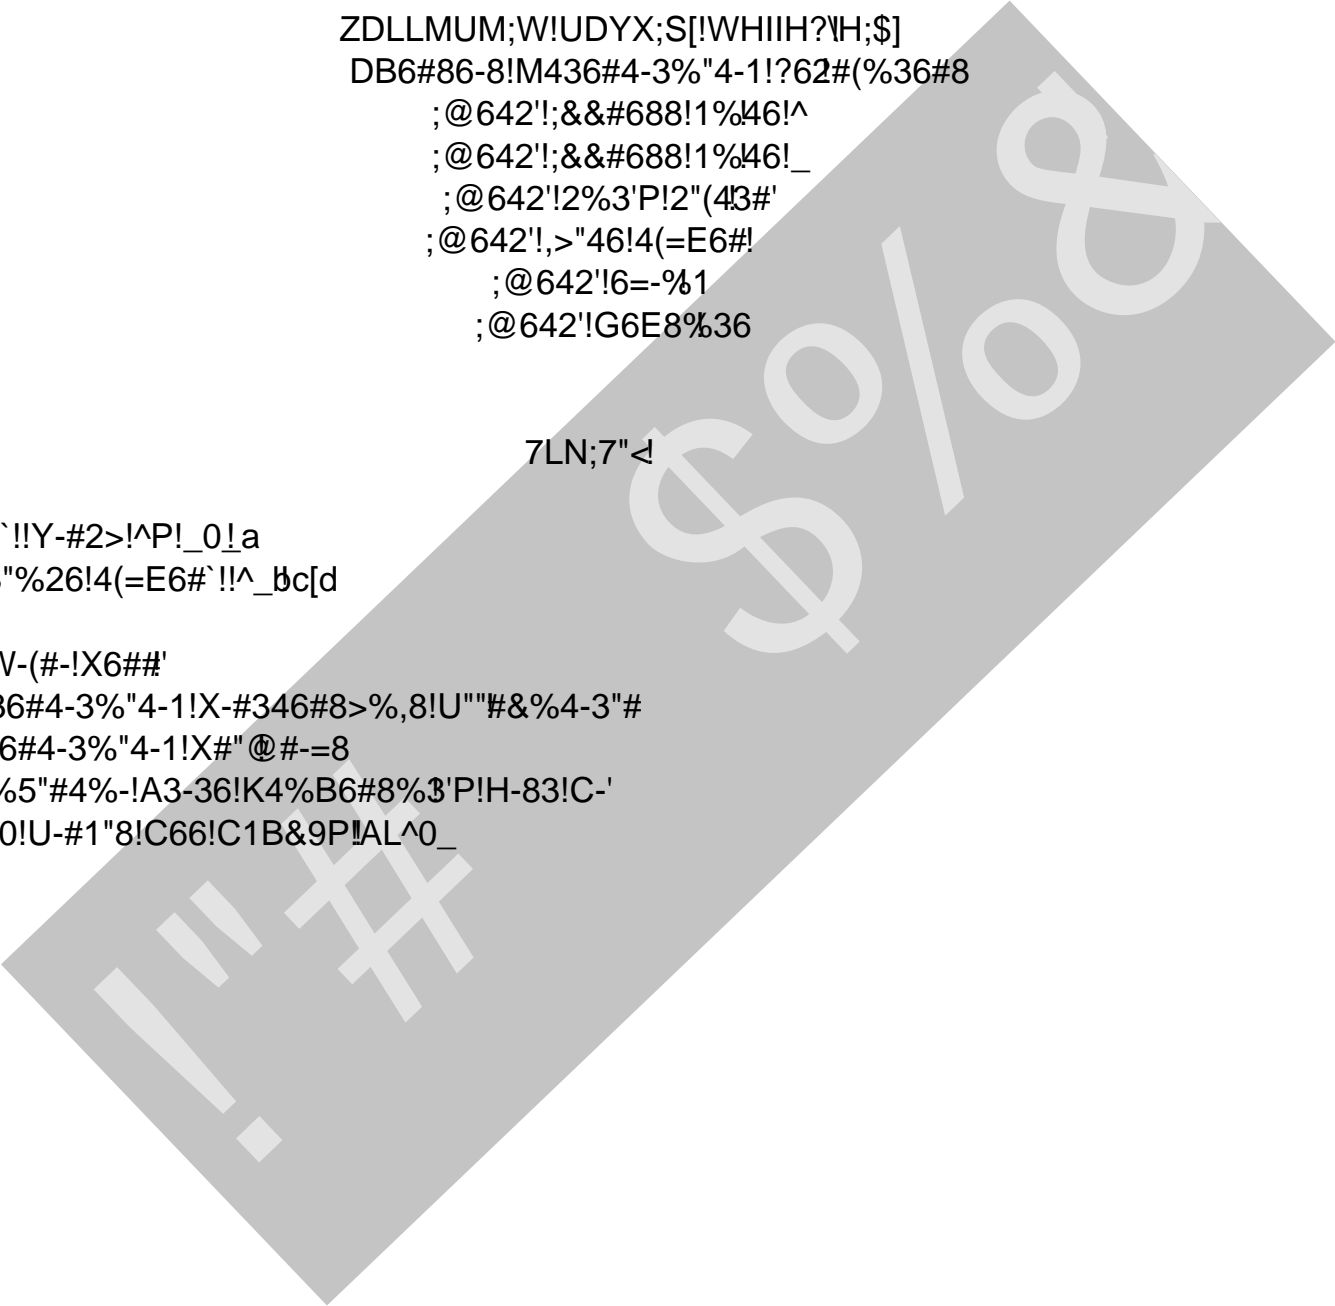 ZDLLMUM;W!UDYX;S[!WHIIH?\!H;$]
DB6#86-8!M436#4-3%"4-1!?62!#(%36#8
;@642'!;&&#688!1%!46!^
;@642'!;&&#688!1%!46!_
;@642'!2%3'P!2"(4!3#'
;@642'!,>"46!4(=E6#!
;@642'!6=-%!1
;@642'!G6E8%!36
7LN;7"<!
`!!Y-#2>!^P!_0!_a
"%26!4(=E6#`!!^_b!c[d
-(#-!X6##!'
6#4-3%"4-1!X-#346#8>%,8!U""!#&%4-3"#
6#4-3%"4-1!X#"@!#-=8
%5"#4%-!A3-36!K4%B6#8%!3'P!H-83!C-'
0!U-#1"8!C66!C1B&9P!!AL^0_
!"#$%&